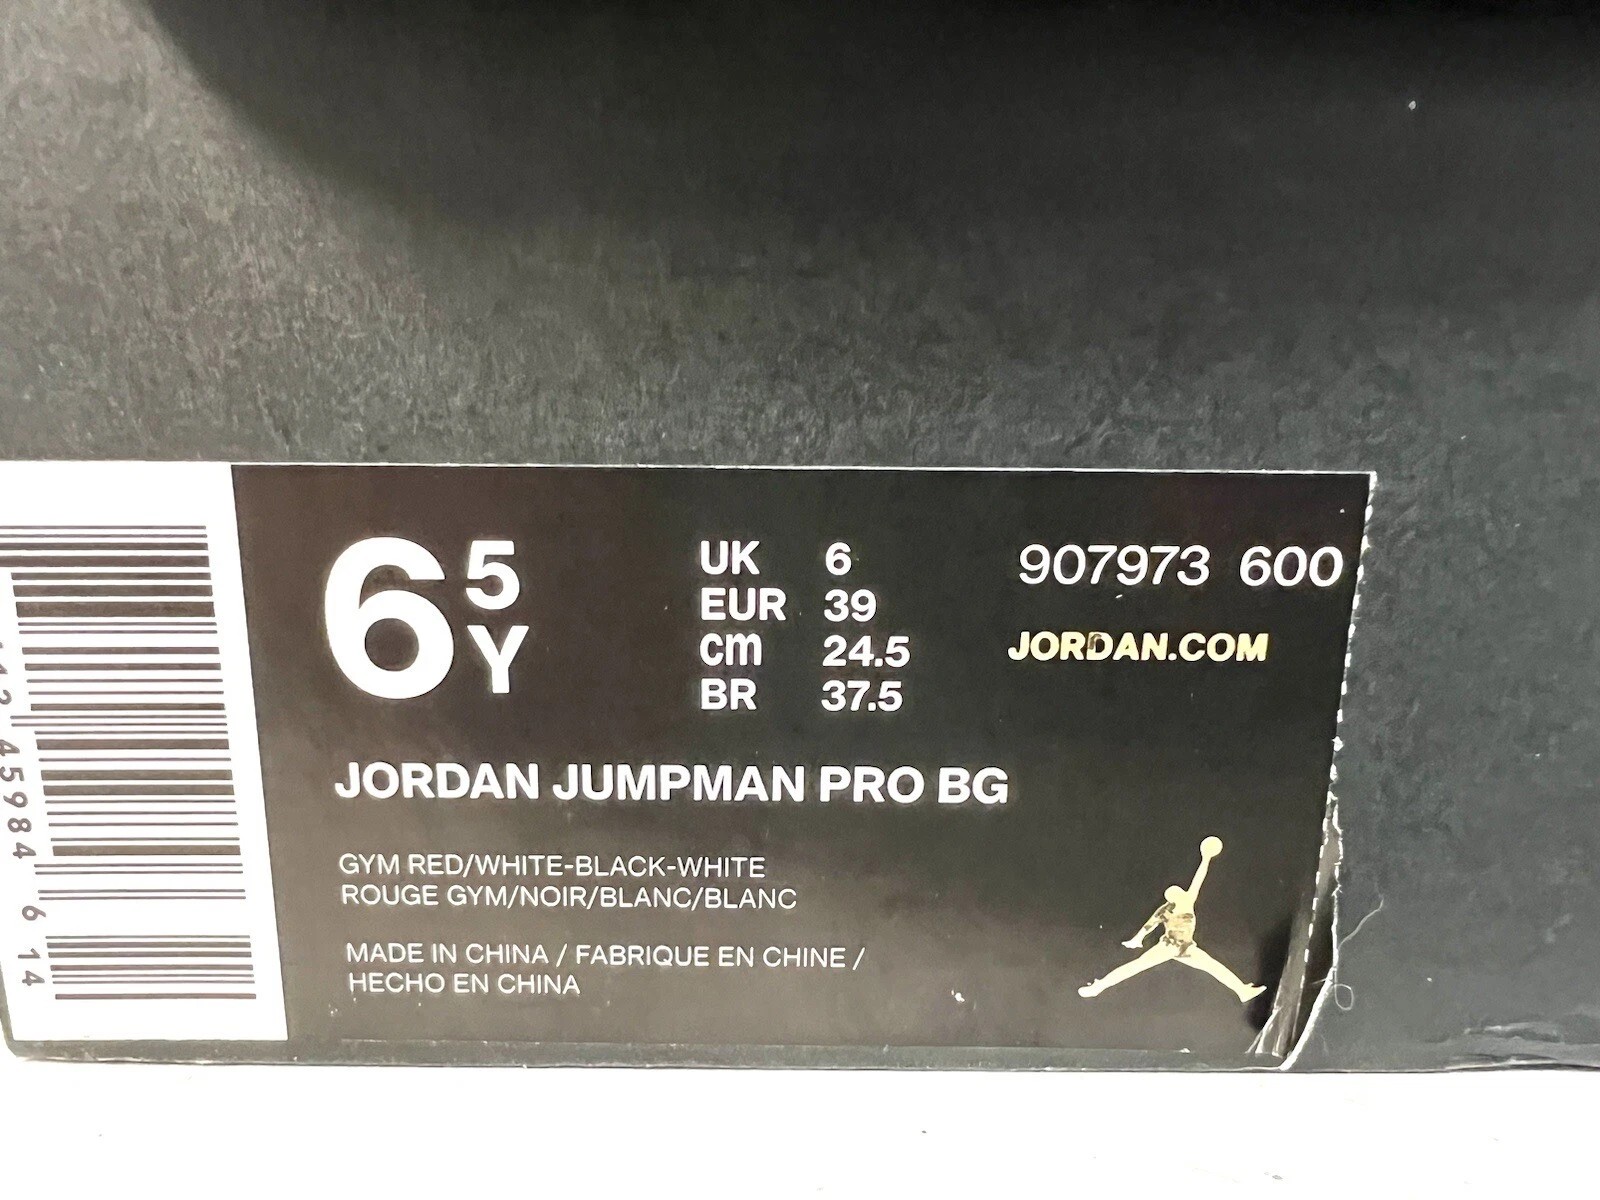 6 5 Y
UK 6
EUR 39
cm 24.5
BR 37.5
907973 600
JORDAN.COM
JORDAN JUMPMAN PRO BG
GYM RED/WHITE-BLACK-WHITE
ROUGE GYM/NOIR/BLANC/BLANC
MADE IN CHINA / FABRIQUE EN CHINE /
HECHO EN CHINA
45984 614